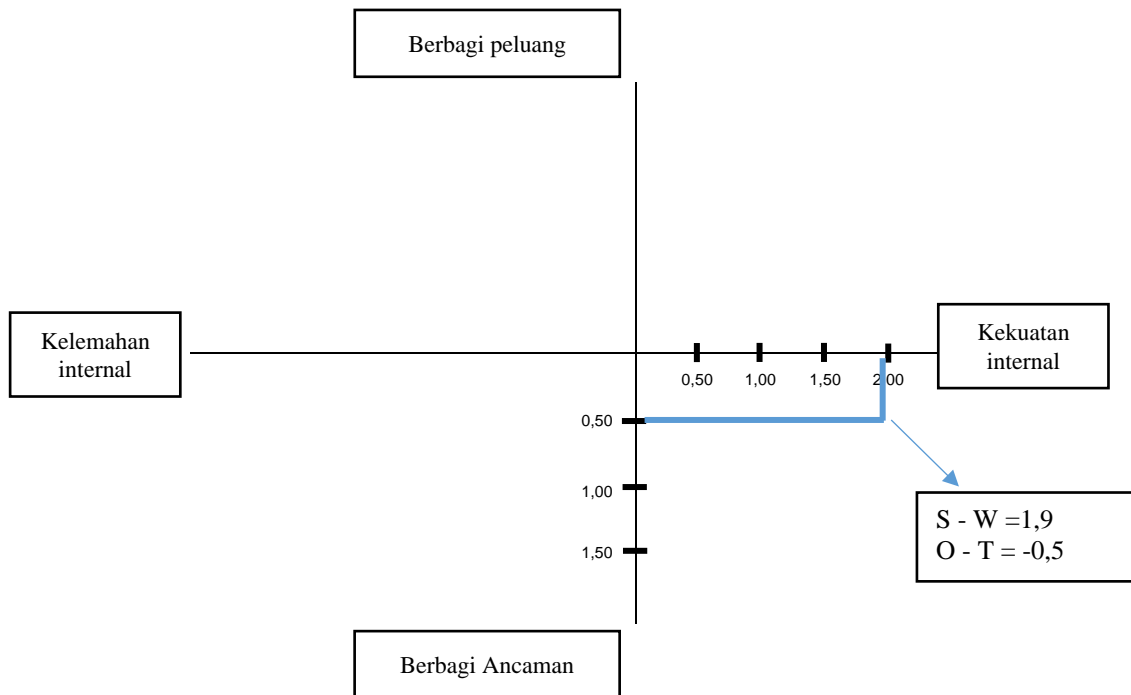 Berbagi peluang
Kelemahan
internal
Kekuatan
internal
0,50 1,00 1,50 2,00
0,50
1,00
1,50
S - W =1,9
O - T = -0,5
Berbagi Ancaman